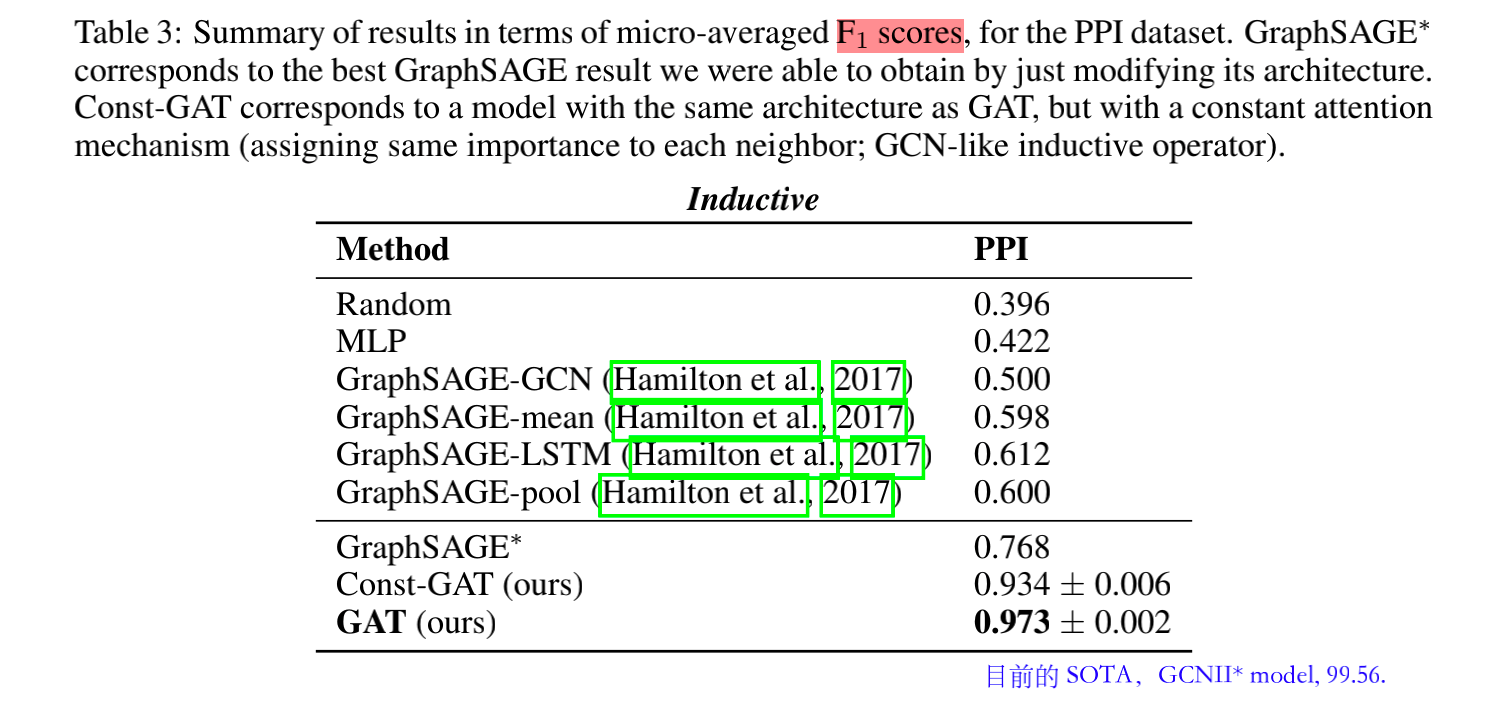 Table 3: Summary of results in terms of micro-averaged F₁ scores, for the PPI dataset. GraphSAGE*
corresponds to the best GraphSAGE result we were able to obtain by just modifying its architecture.
Const-GAT corresponds to a model with the same architecture as GAT, but with a constant attention
mechanism (assigning same importance to each neighbor; GCN-like inductive operator).
Inductive
Method PPI
Random 0.396
MLP 0.422
GraphSAGE-GCN (Hamilton et al., 2017) 0.500
GraphSAGE-mean (Hamilton et al., 2017) 0.598
GraphSAGE-LSTM (Hamilton et al., 2017) 0.612
GraphSAGE-pool (Hamilton et al., 2017) 0.600
GraphSAGE* 0.768
Const-GAT (ours) 0.934 ± 0.006
GAT (ours) 0.973 ± 0.002
目前的 SOTA，GCNII* model, 99.56.